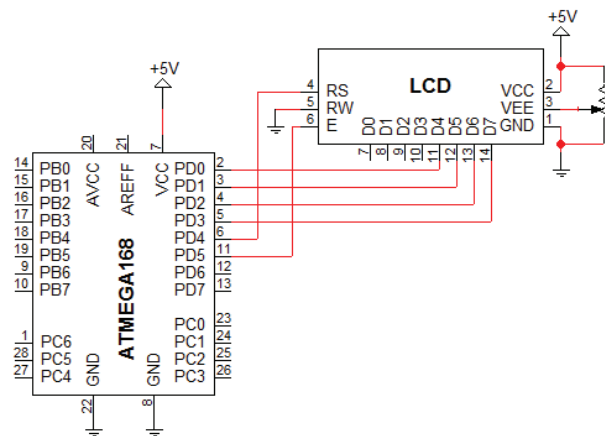 +5V
LCD
4 RS
5 RW
6 E
VCC 2
VEE 3
GND 1
D0 D1 D2 D3 D4 D5 D6 D7
7 8 9 10 11 12 13 14
+5V
20 21 7
AVCC AREFF VCC
14 PB0
15 PB1
16 PB2
17 PB3
18 PB4
19 PB5
9 PB6
10 PB7
1 PC6
28 PC5
27 PC4
ATMEGA168
PD0 2
PD1 3
PD2 4
PD3 5
PD4 6
PD5 11
PD6 12
PD7 13
PC0 23
PC1 24
PC2 25
PC3 26
GND GND
22 8